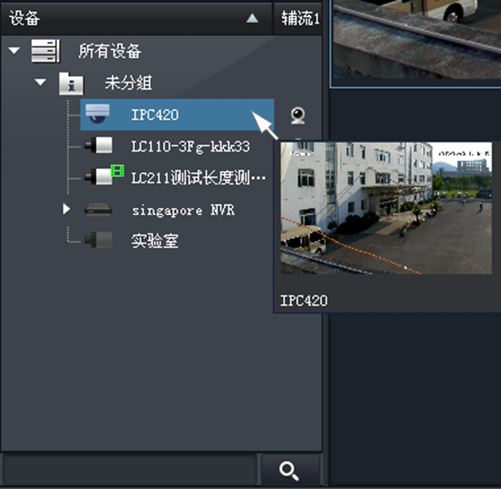 设备 辅流1
所有设备
未分组
IPC420
LC110-3Fg-kkk33
LC211测试长度测…
singapore NVR
实验室
IPC420